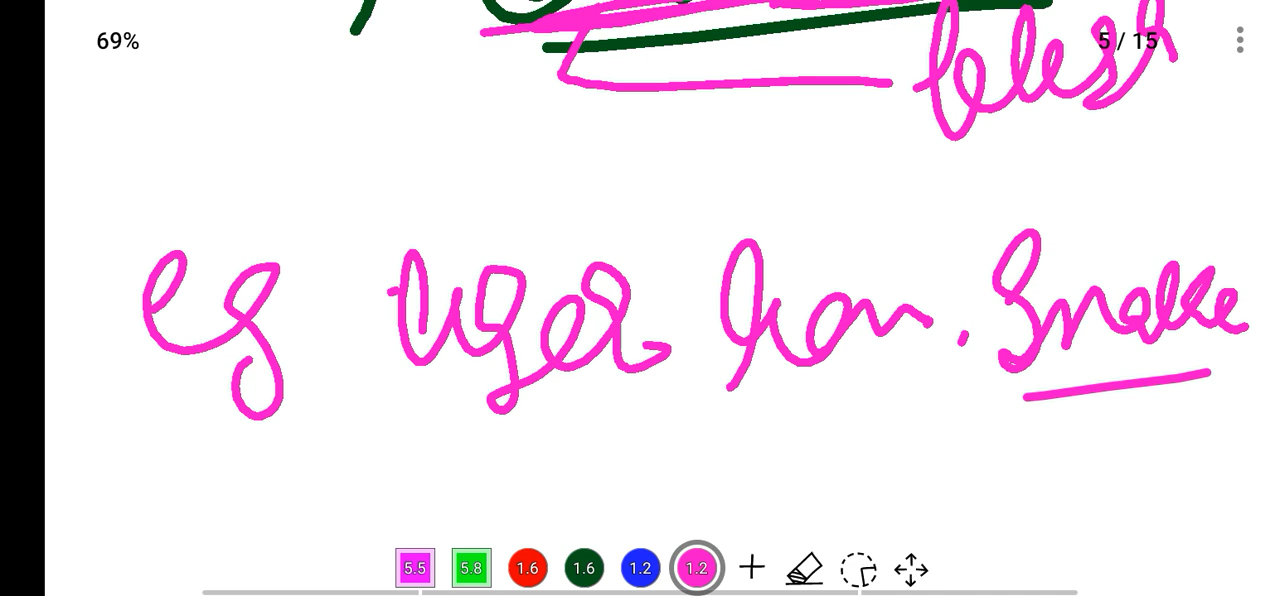 69%
5 / 15
flesh
eg tiger lion. Snake
5.5 5.8 1.6 1.6 1.2 1.2